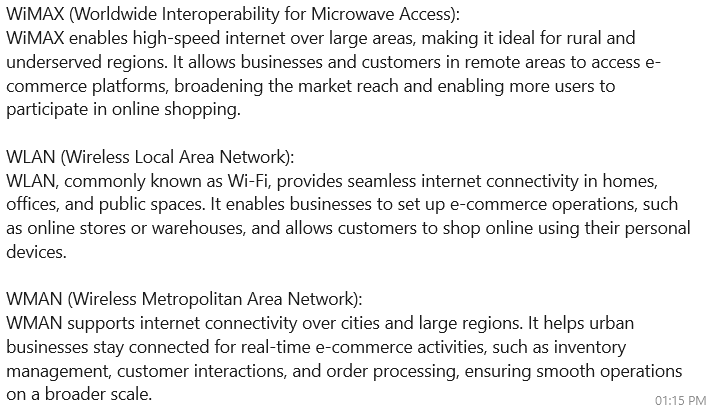 WiMAX (Worldwide Interoperability for Microwave Access):
WiMAX enables high-speed internet over large areas, making it ideal for rural and
underserved regions. It allows businesses and customers in remote areas to access e-
commerce platforms, broadening the market reach and enabling more users to
participate in online shopping.

WLAN (Wireless Local Area Network):
WLAN, commonly known as Wi-Fi, provides seamless internet connectivity in homes,
offices, and public spaces. It enables businesses to set up e-commerce operations, such
as online stores or warehouses, and allows customers to shop online using their personal
devices.

WMAN (Wireless Metropolitan Area Network):
WMAN supports internet connectivity over cities and large regions. It helps urban
businesses stay connected for real-time e-commerce activities, such as inventory
management, customer interactions, and order processing, ensuring smooth operations
on a broader scale.
01:15 PM